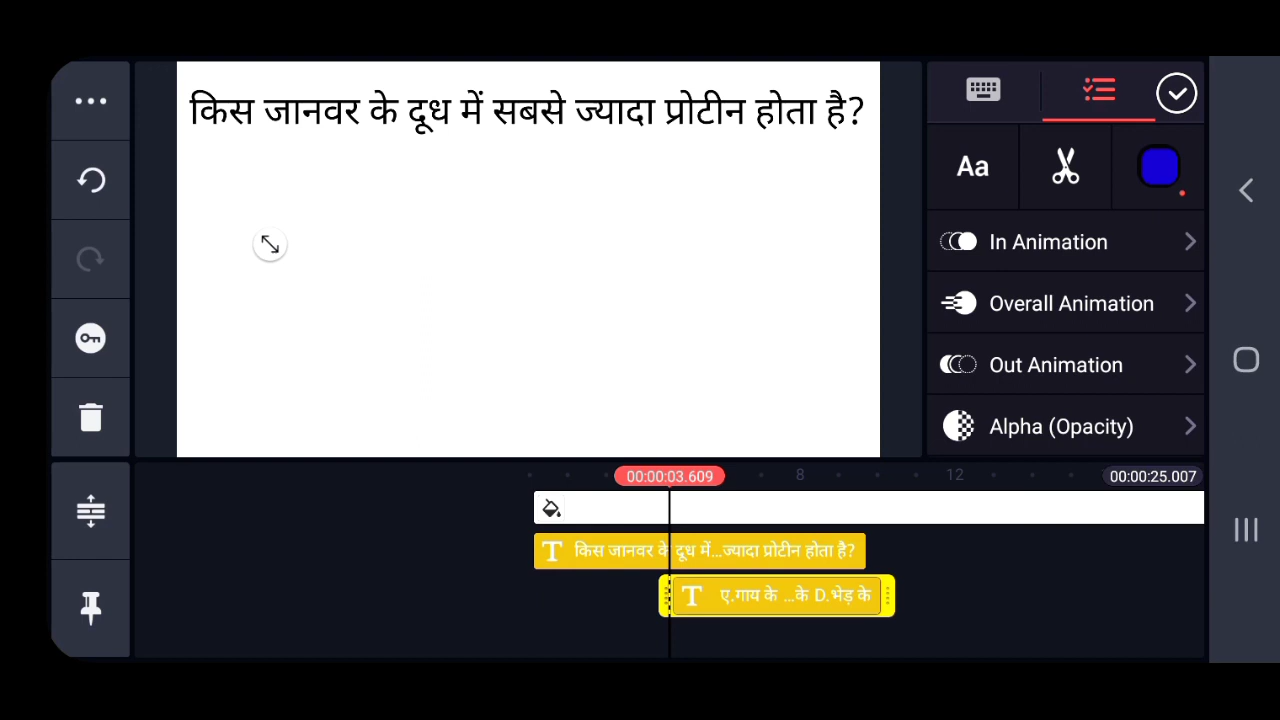 किस जानवर के दूध में सबसे ज्यादा प्रोटीन होता है?
Aa
In Animation
Overall Animation
Out Animation
Alpha (Opacity)
00:00:03.609
8
12
00:00:25.007
T किस जानवर के दूध में...ज्यादा प्रोटीन होता है?
T ए.गाय के ...के D.भेड़ के